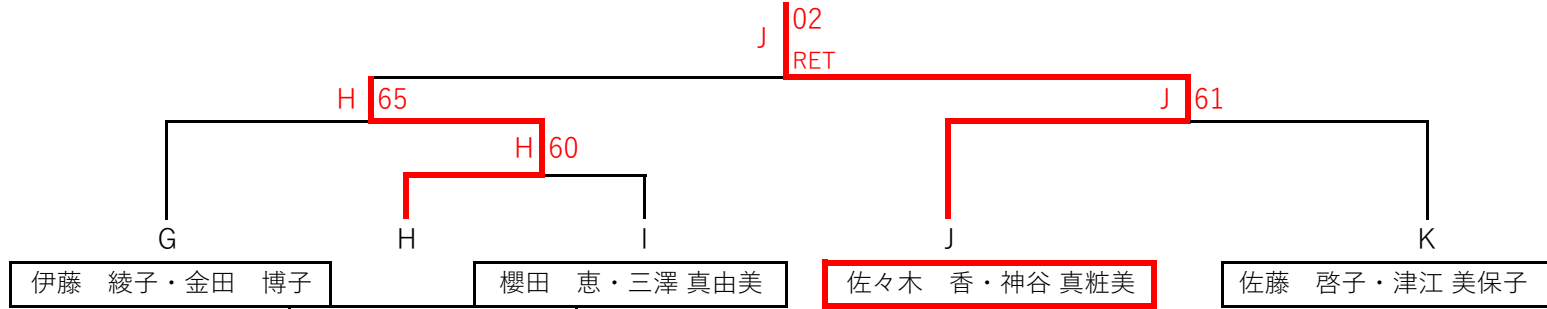 J 02
RET
H 65
J 61
H 60
G H I J K
伊藤　綾子・金田　博子
櫻田　恵・三澤 真由美
佐々木　香・神谷 真粧美
佐藤　啓子・津江 美保子